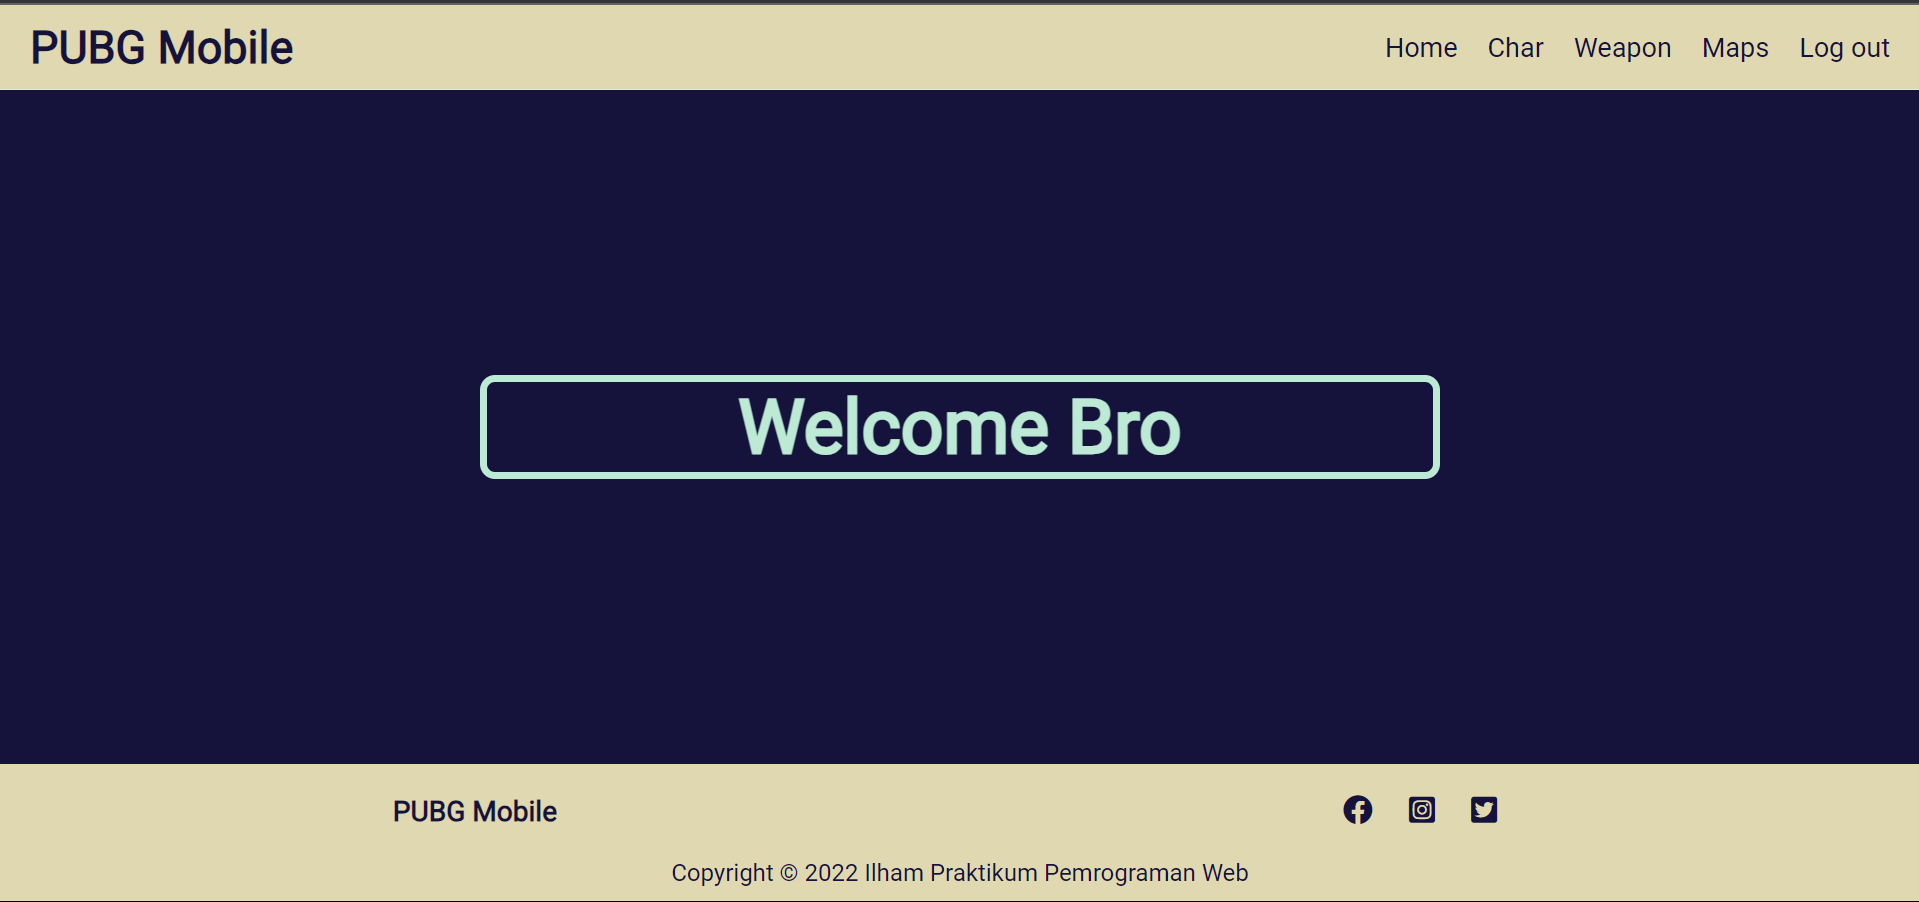 PUBG Mobile
Home Char Weapon Maps Log out
Welcome Bro
PUBG Mobile
Copyright © 2022 Ilham Praktikum Pemrograman Web